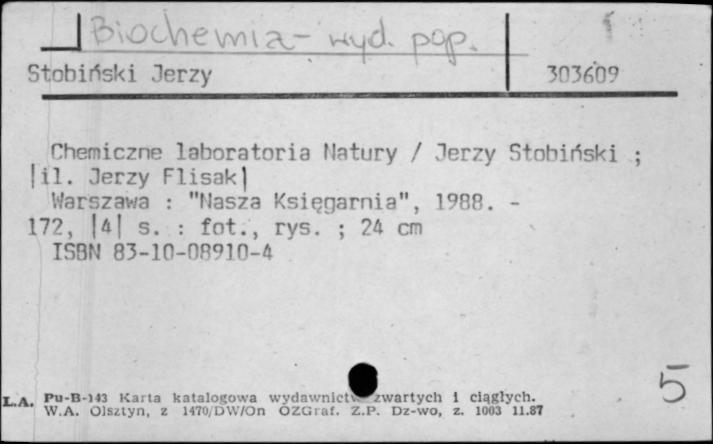 Biochemia - wyd. pop.
Stobiński Jerzy 303609
Chemiczne laboratoria Natury / Jerzy Stobiński ;
|il. Jerzy Flisak|
Warszawa : "Nasza Księgarnia", 1988. -
172, |4| s. : fot., rys. ; 24 cm
ISBN 83-10-08910-4
5
L.A. Pu-B-143 Karta katalogowa wydawnictw zwartych i ciągłych.
W.A. Olsztyn, z 1470/DW/On OZGraf. Z.P. Dz-wo, z. 1003 11.87